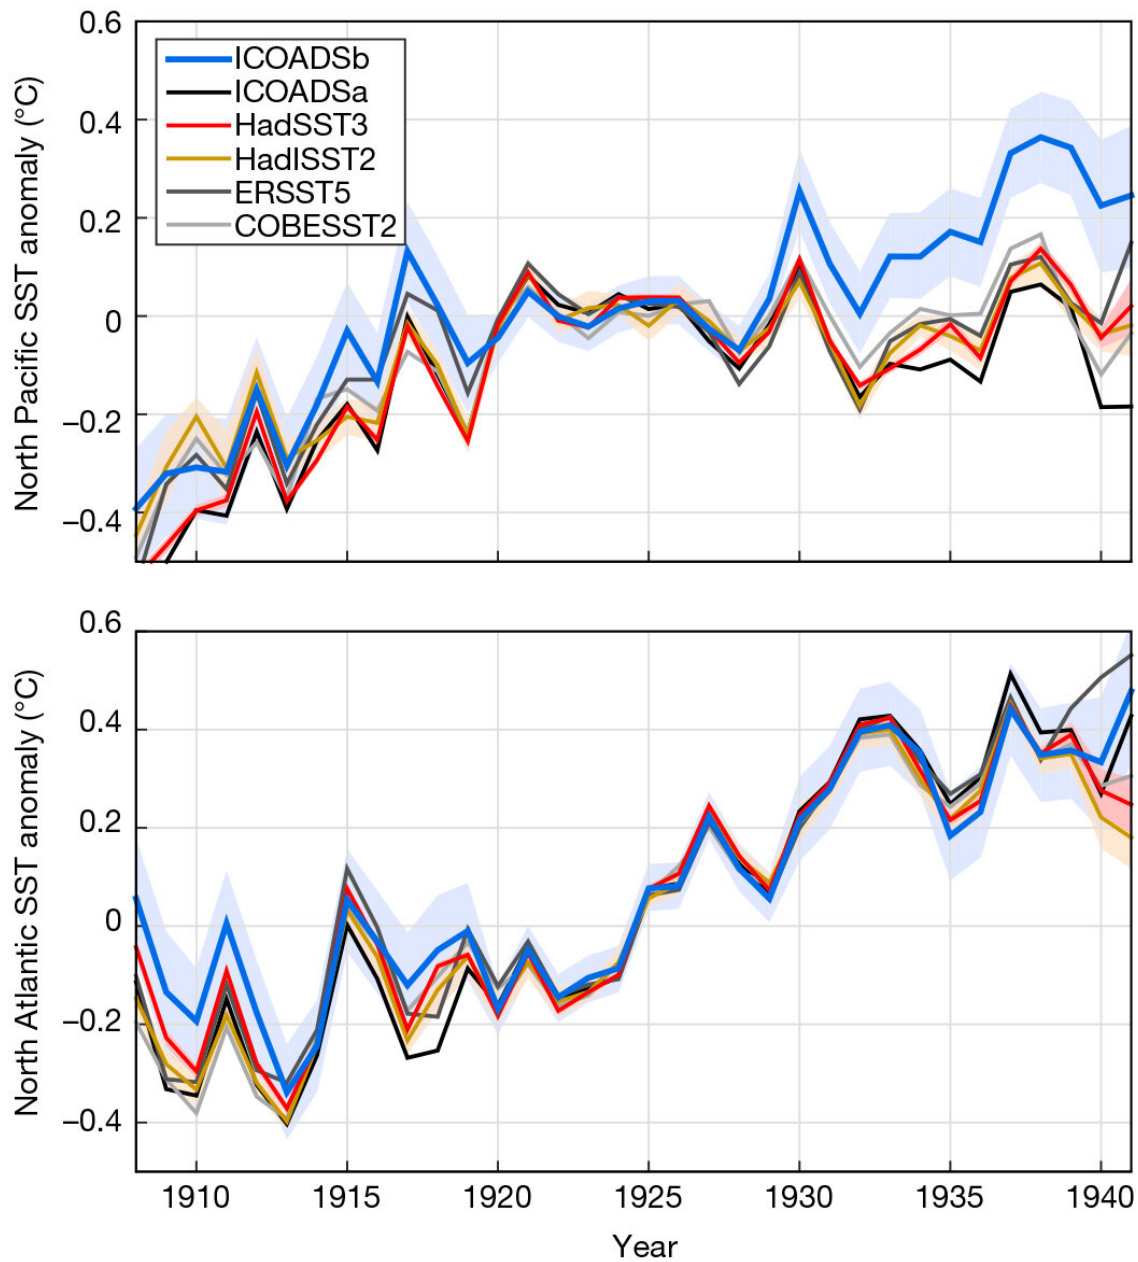 North Pacific SST anomaly (°C)
0.6
0.4
0.2
0
−0.2
−0.4
ICOADSb
ICOADSa
HadSST3
HadISST2
ERSST5
COBESST2
North Atlantic SST anomaly (°C)
0.6
0.4
0.2
0
−0.2
−0.4
1910 1915 1920 1925 1930 1935 1940
Year